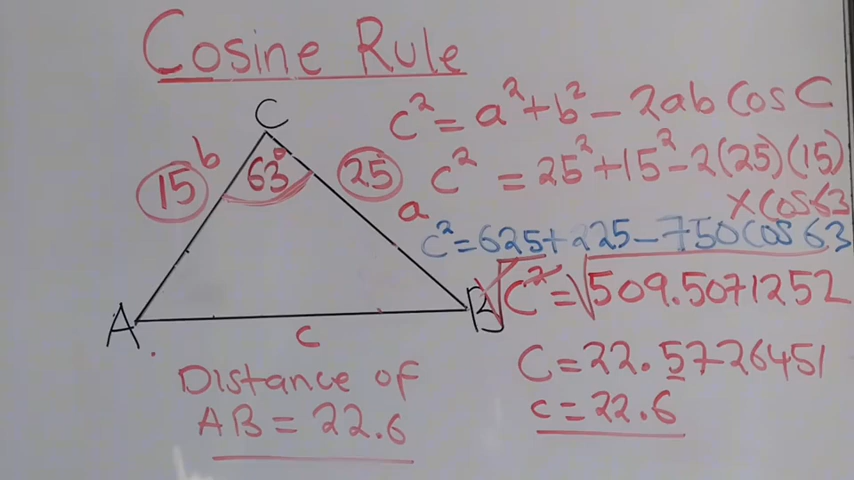 Cosine Rule
C
b
15
63°
25
a
A
B
c
Distance of
AB = 22.6
c² = a² + b² - 2ab Cos C
c² = 25² + 15² - 2(25)(15)
× Cos 63
c² = 625 + 225 - 750 Cos 63
√c² = √509.5071252
C = 22.5726451
c = 22.6